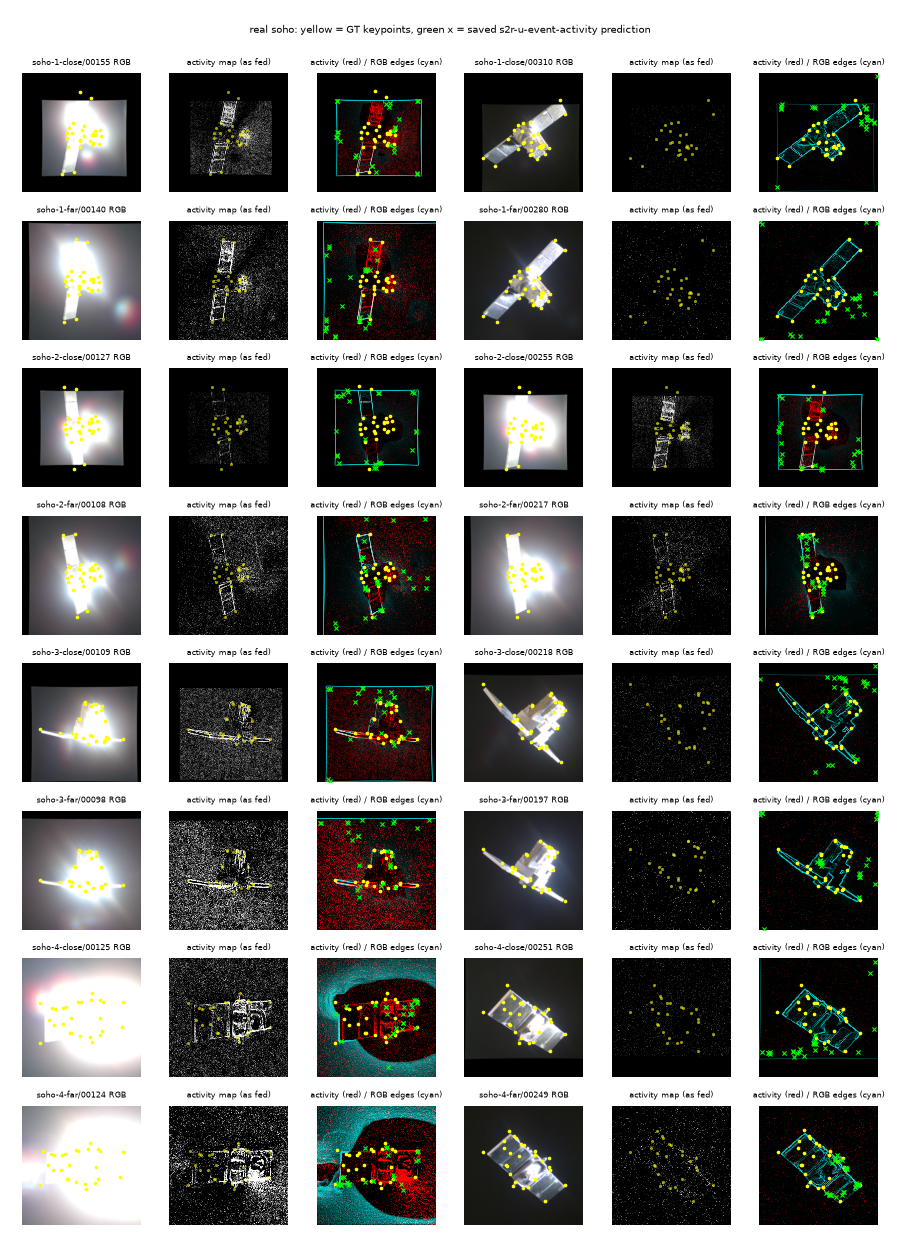 real soho: yellow = GT keypoints, green x = saved s2r-u-event-activity prediction
soho-1-close/00155 RGB
activity map (as fed)
activity (red) / RGB edges (cyan)
soho-1-close/00310 RGB
activity map (as fed)
activity (red) / RGB edges (cyan)
soho-1-far/00140 RGB
activity map (as fed)
activity (red) / RGB edges (cyan)
soho-1-far/00280 RGB
activity map (as fed)
activity (red) / RGB edges (cyan)
soho-2-close/00127 RGB
activity map (as fed)
activity (red) / RGB edges (cyan)
soho-2-close/00255 RGB
activity map (as fed)
activity (red) / RGB edges (cyan)
soho-2-far/00108 RGB
activity map (as fed)
activity (red) / RGB edges (cyan)
soho-2-far/00217 RGB
activity map (as fed)
activity (red) / RGB edges (cyan)
soho-3-close/00109 RGB
activity map (as fed)
activity (red) / RGB edges (cyan)
soho-3-close/00218 RGB
activity map (as fed)
activity (red) / RGB edges (cyan)
soho-3-far/00098 RGB
activity map (as fed)
activity (red) / RGB edges (cyan)
soho-3-far/00197 RGB
activity map (as fed)
activity (red) / RGB edges (cyan)
soho-4-close/00125 RGB
activity map (as fed)
activity (red) / RGB edges (cyan)
soho-4-close/00251 RGB
activity map (as fed)
activity (red) / RGB edges (cyan)
soho-4-far/00124 RGB
activity map (as fed)
activity (red) / RGB edges (cyan)
soho-4-far/00249 RGB
activity map (as fed)
activity (red) / RGB edges (cyan)